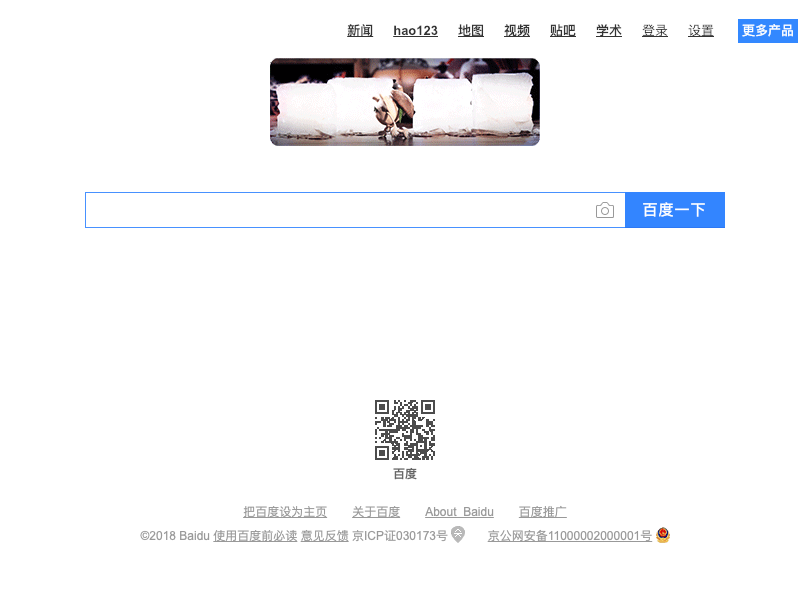 新闻 hao123 地图 视频 贴吧 学术 登录 设置 更多产品
百度一下
百度
把百度设为主页 关于百度 About Baidu 百度推广
©2018 Baidu 使用百度前必读 意见反馈 京ICP证030173号 京公网安备11000002000001号